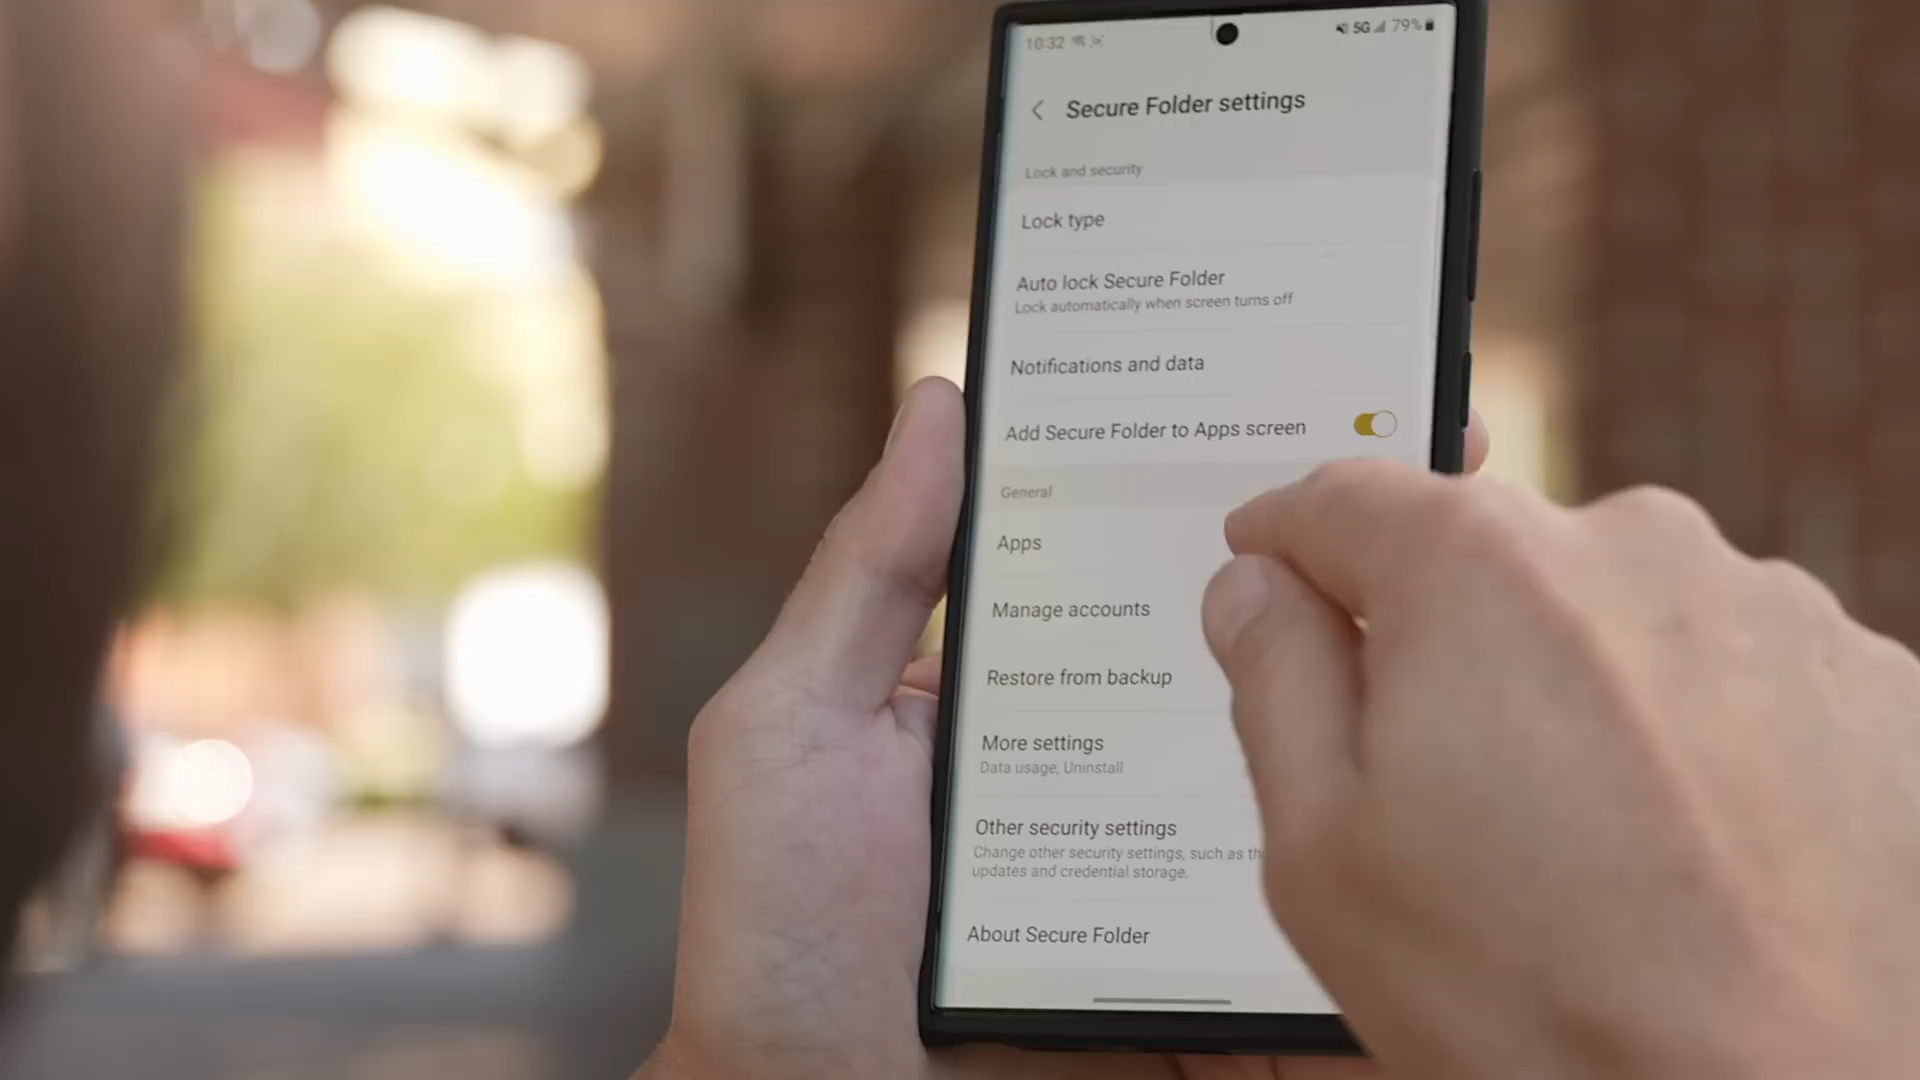 10:32
5G 79%
Secure Folder settings
Lock and security
Lock type
Auto lock Secure Folder
Lock automatically when screen turns off
Notifications and data
Add Secure Folder to Apps screen
General
Apps
Manage accounts
Restore from backup
More settings
Data usage, Uninstall
Other security settings
Change other security settings, such as
updates and credential storage.
About Secure Folder